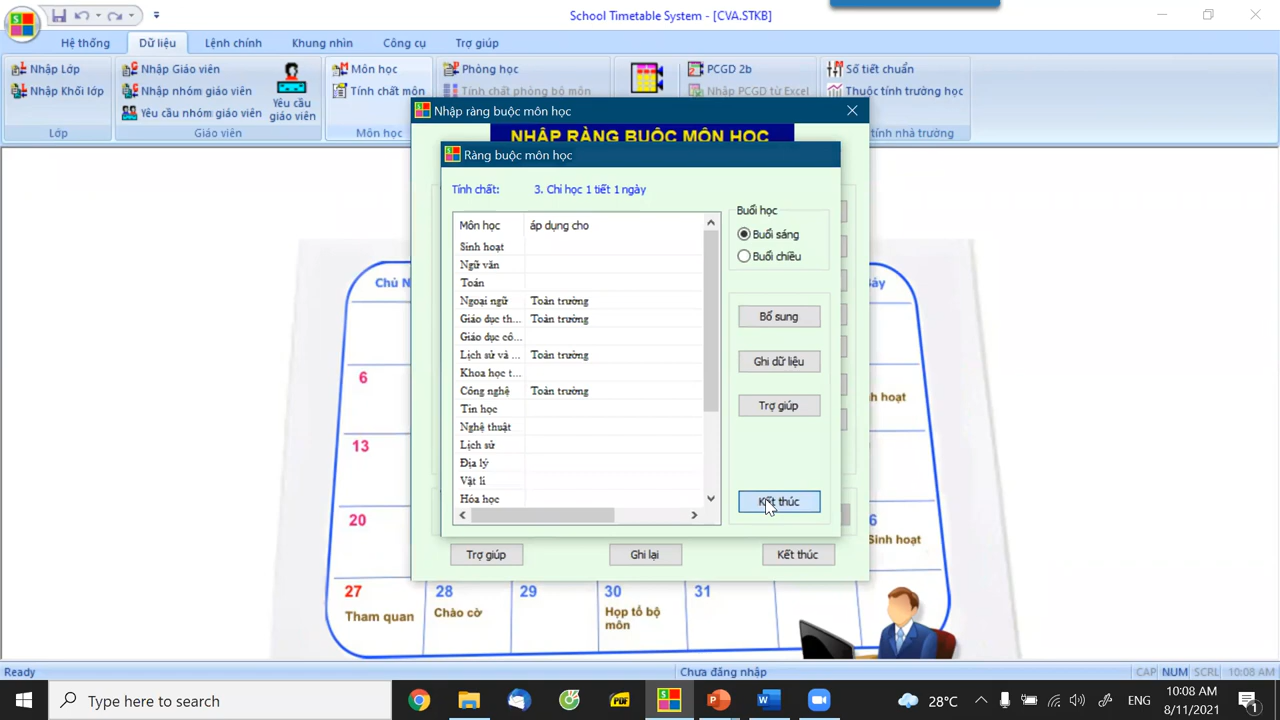 School Timetable System - [CVA.STKB]
Hệ thống
Dữ liệu
Lệnh chính
Khung nhìn
Công cụ
Trợ giúp
Nhập Lớp
Nhập Khối lớp
Lớp
Nhập Giáo viên
Nhập nhóm giáo viên
Yêu cầu nhóm giáo viên
Yêu cầu giáo viên
Giáo viên
Môn học
Tính chất môn
Môn học
Phòng học
Tính chất phòng bộ môn
PCGD 2b
Nhập PCGD từ Excel
Số tiết chuẩn
Thuộc tính trường học
tính nhà trường
Nhập ràng buộc môn học
NHẬP RÀNG BUỘC MÔN HỌC
Ràng buộc môn học
Tính chất: 3. Chỉ học 1 tiết 1 ngày
Môn học áp dụng cho
Sinh hoạt
Ngữ văn
Toán
Ngoại ngữ Toàn trường
Giáo dục th... Toàn trường
Giáo dục cô...
Lịch sử và ... Toàn trường
Khoa học t...
Công nghệ Toàn trường
Tin học
Nghệ thuật
Lịch sử
Địa lý
Vật lí
Hóa học
Buổi học
Buổi sáng
Buổi chiều
Bổ sung
Ghi dữ liệu
Trợ giúp
Kết thúc
Trợ giúp
Ghi lại
Kết thúc
Chủ N
ảy
6
h hoạt
13
20
6
Sinh hoạt
27
Tham quan
28
Chào cờ
29
30
Họp tổ bộ
môn
31
Ready
Chưa đăng nhập
CAP NUM SCRL 10:08 AM
Type here to search
PDF
28°C
ENG
10:08 AM
8/11/2021
1